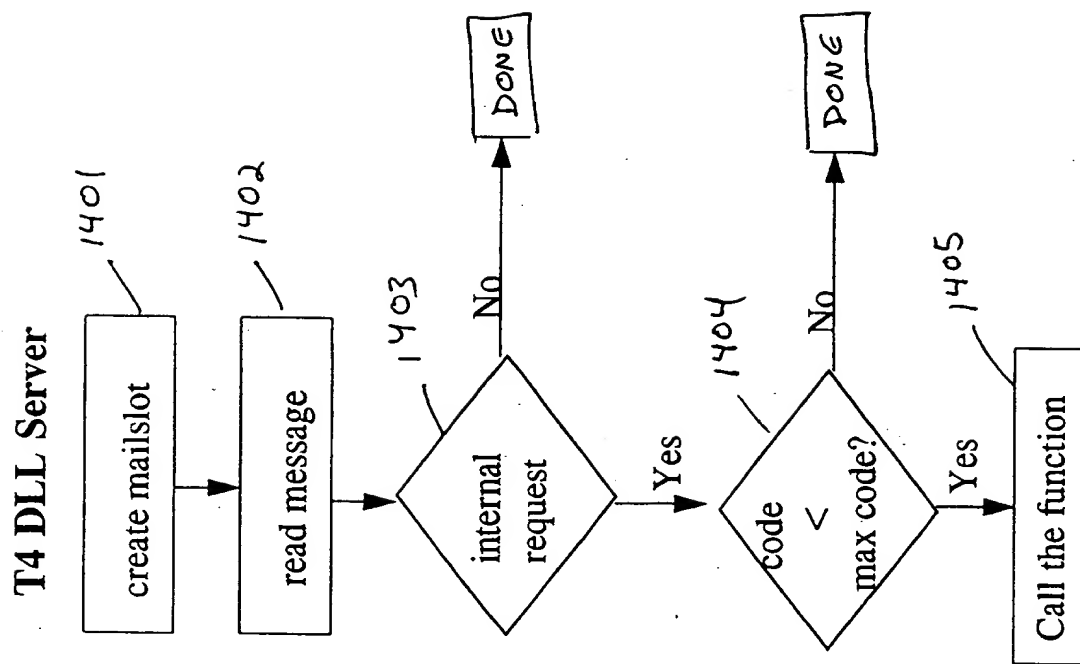 T4 DLL Server
create mailslot
1401
read message
1402
internal
request
1403
No
DONE
Yes
code
<
max code?
1404
No
DONE
Yes
Call the function
1405